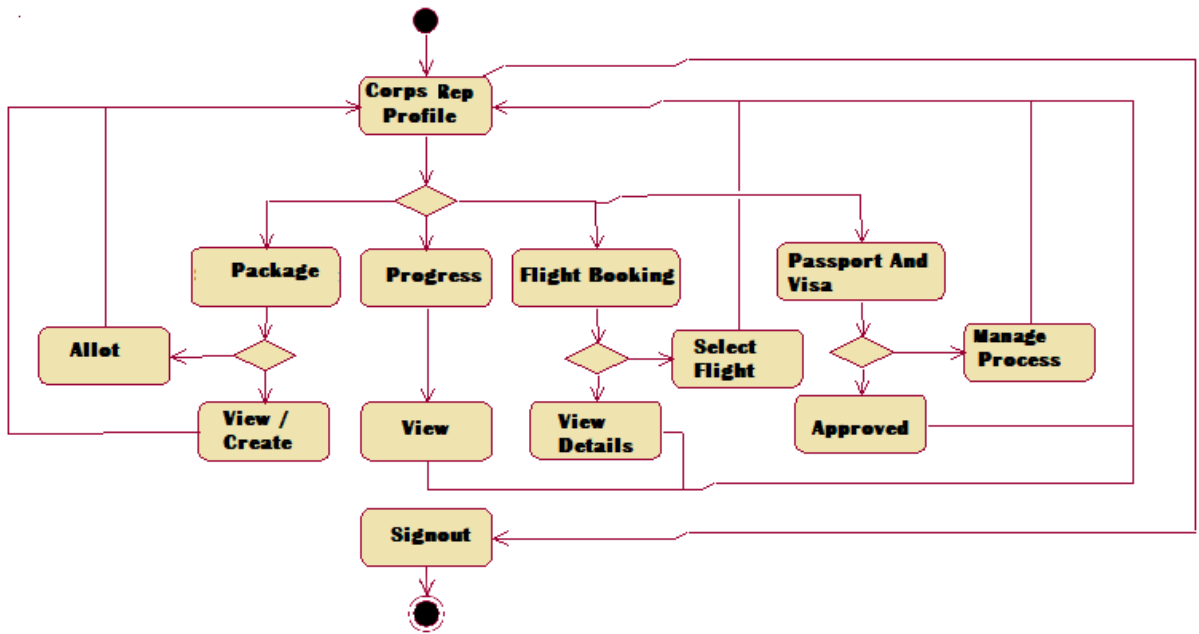 Corps Rep
Profile
Package
Progress
Flight Booking
Passport And
Visa
Allot
Select
Flight
Manage
Process
View /
Create
View
View
Details
Approved
Signout